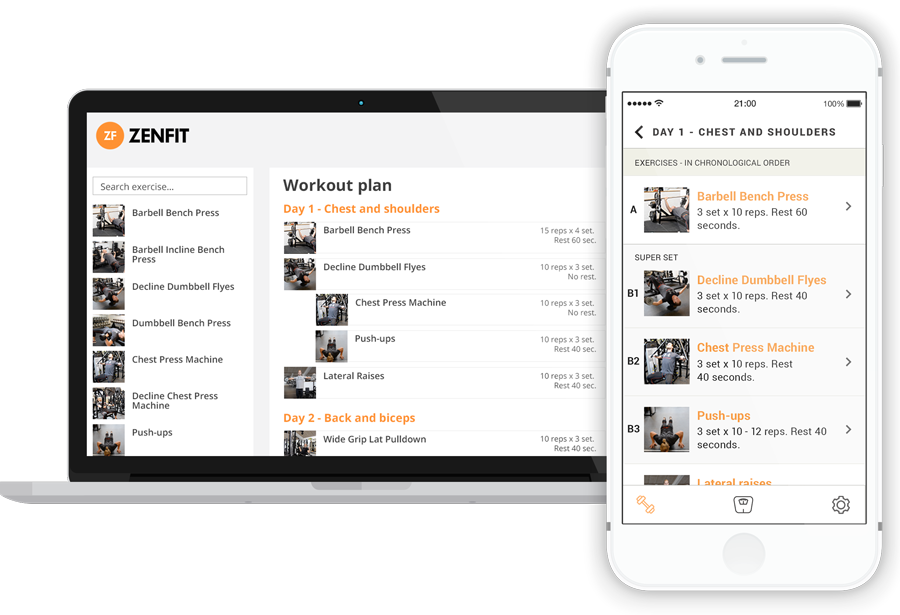 ZF ZENFIT
Search exercise...
Barbell Bench Press
Barbell Incline Bench
Press
Decline Dumbbell Flyes
Dumbbell Bench Press
Chest Press Machine
Decline Chest Press
Machine
Push-ups
Workout plan
Day 1 - Chest and shoulders
Barbell Bench Press
15 reps x 4 set.
Rest 60 sec.
Decline Dumbbell Flyes
10 reps x 3 set.
No rest.
Chest Press Machine
10 reps x 3 set.
No rest.
Push-ups
10 reps x 3 set.
Rest 40 sec.
Lateral Raises
10 reps x 3 set.
Rest 40 sec.
Day 2 - Back and biceps
Wide Grip Lat Pulldown
10 reps x 3 set.
Rest 40 sec.
21:00
100%
DAY 1 - CHEST AND SHOULDERS
EXERCISES - IN CHRONOLOGICAL ORDER
A
Barbell Bench Press
3 set x 10 reps. Rest 60
seconds.
SUPER SET
B1
Decline Dumbbell Flyes
3 set x 10 reps. Rest 40
seconds.
B2
Chest Press Machine
3 set x 10 reps. Rest
40 seconds.
B3
Push-ups
3 set x 10 - 12 reps. Rest 40
seconds.
Lateral raises